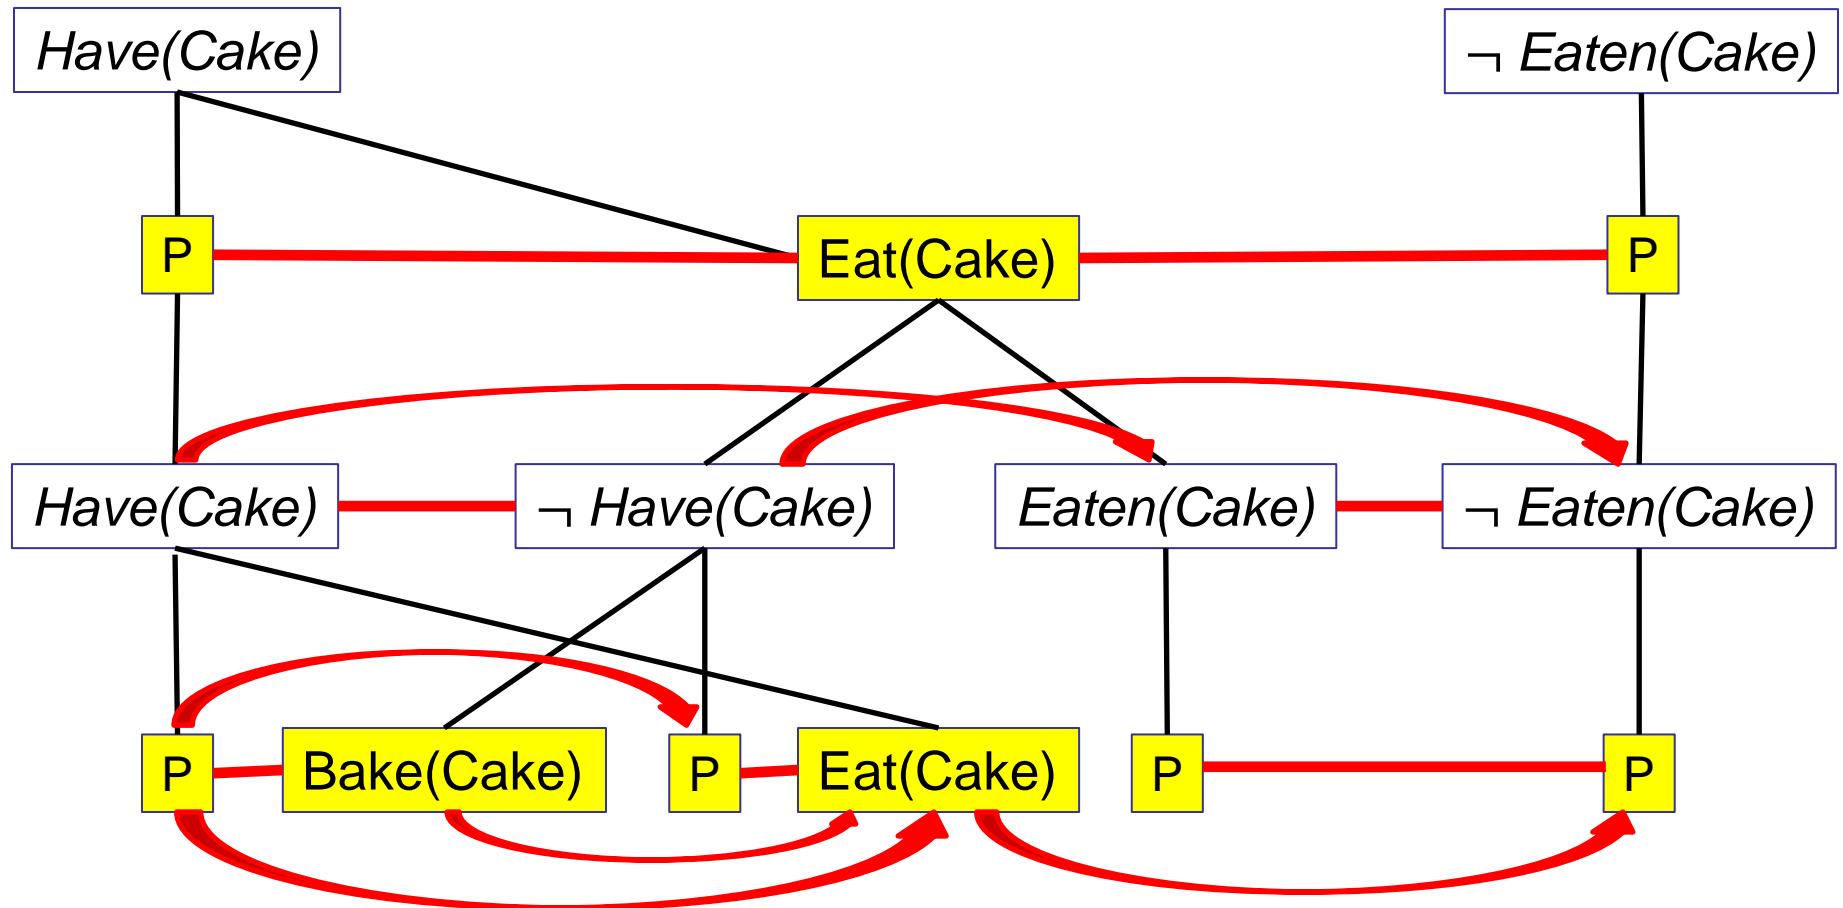 Have(Cake)
¬ Eaten(Cake)
P
Eat(Cake)
P
Have(Cake)
¬ Have(Cake)
Eaten(Cake)
¬ Eaten(Cake)
P
Bake(Cake)
P
Eat(Cake)
P
P